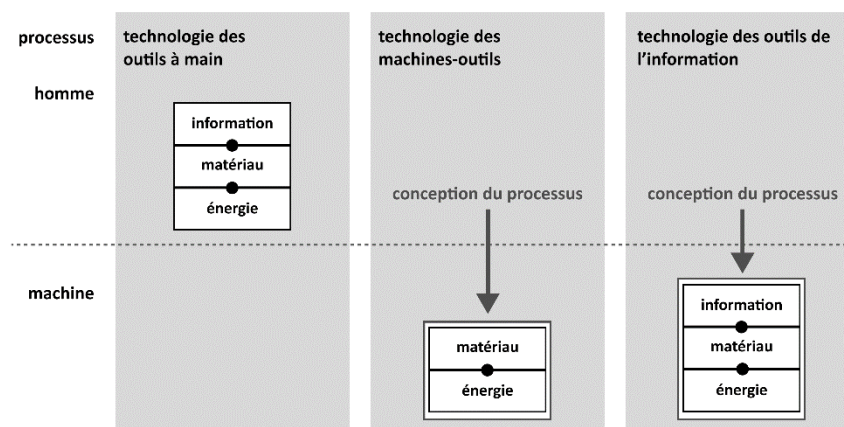 processus
technologie des
outils à main
technologie des
machines-outils
technologie des outils de
l’information
homme
information
matériau
énergie
conception du processus
conception du processus
machine
matériau
énergie
information
matériau
énergie